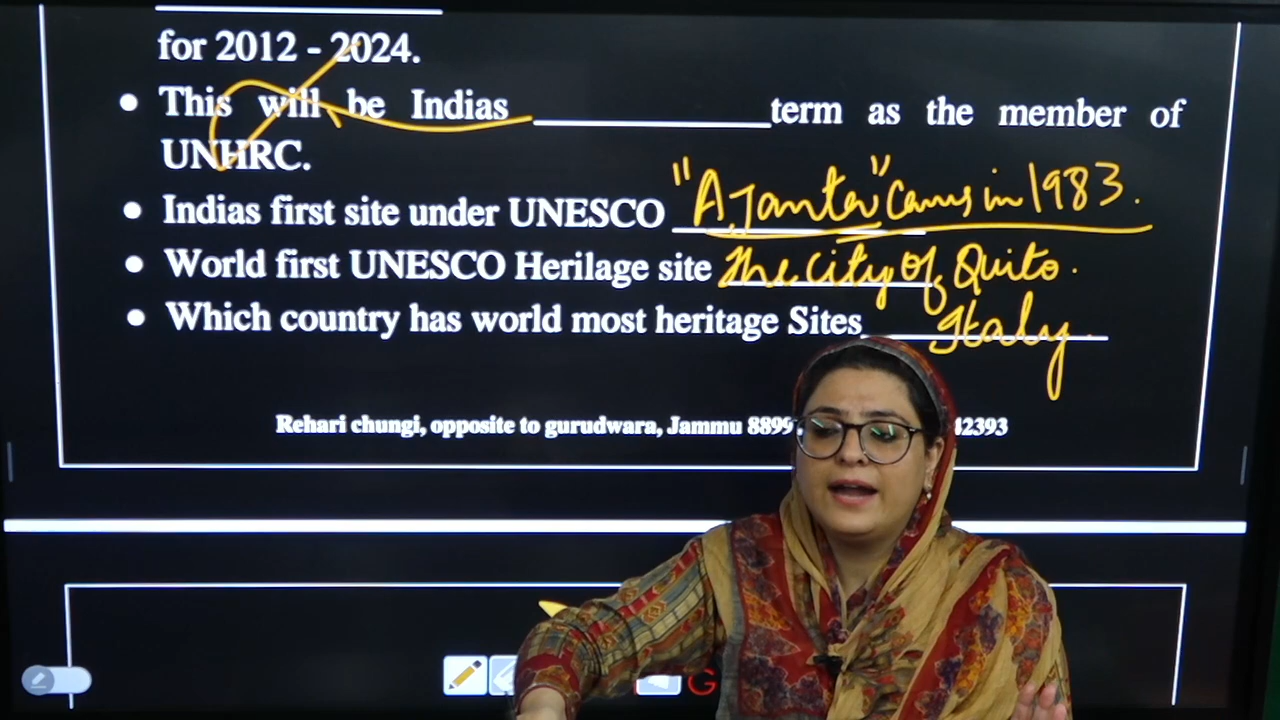 for 2012 - 2024.
• This will be Indias ____________ term as the member of
UNHRC.
• Indias first site under UNESCO "Ajanta" Caves in 1983.
• World first UNESCO Herilage site The City Of Quito.
• Which country has world most heritage Sites Italy.
Rehari chungi, opposite to gurudwara, Jammu 8899 12393
G